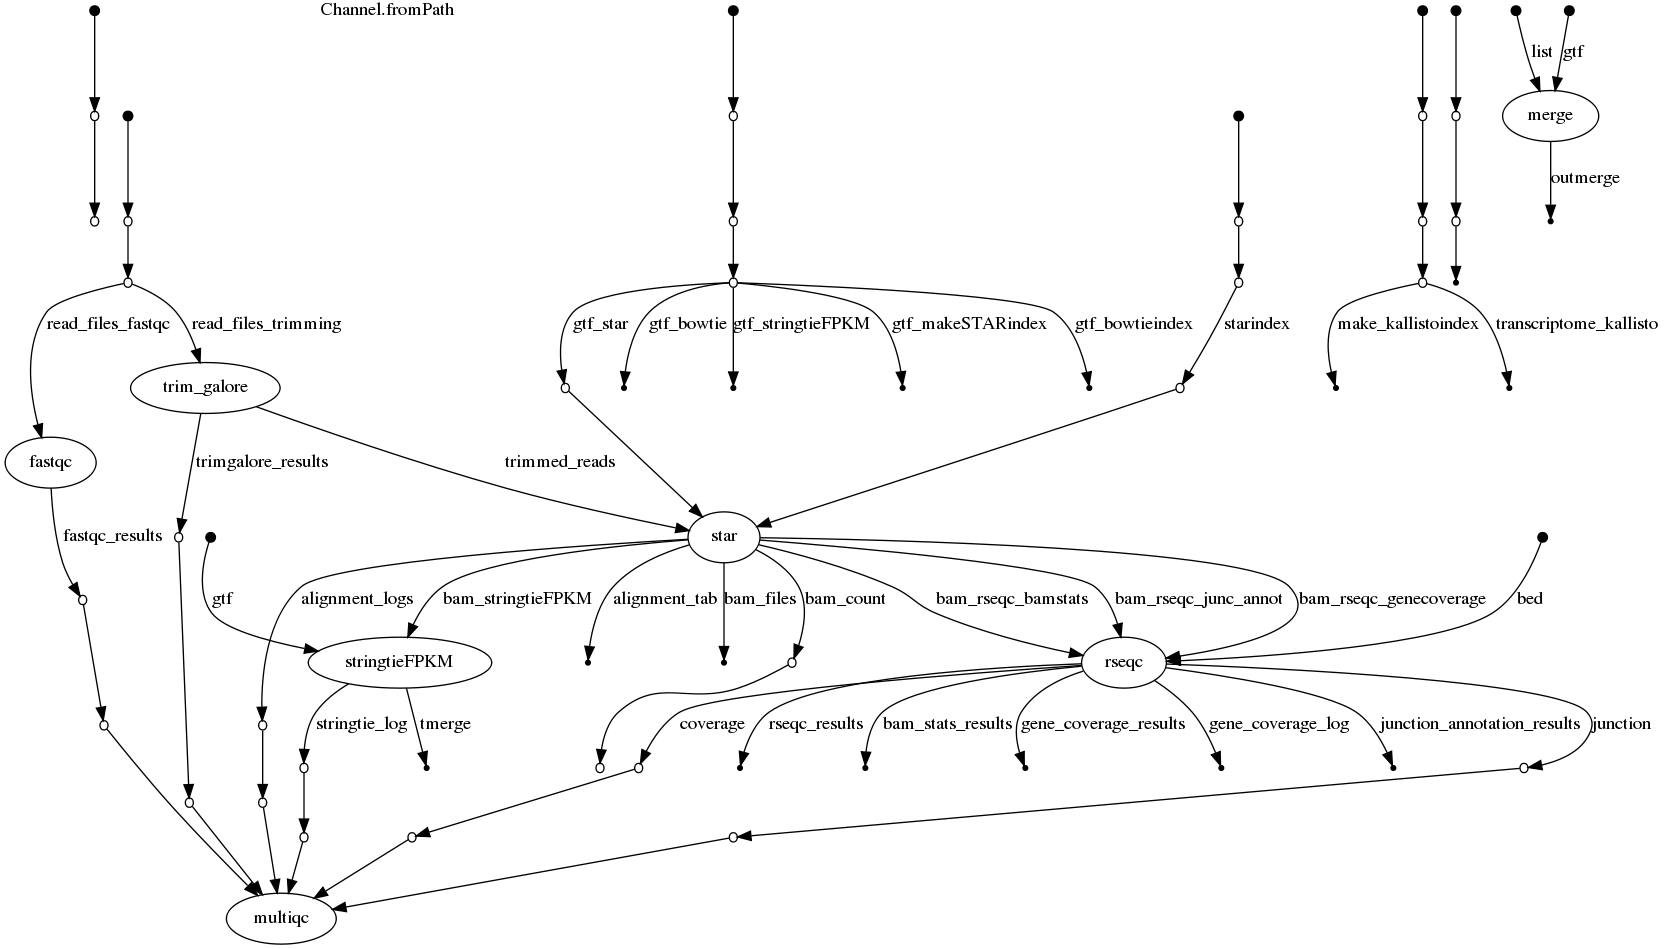 Channel.fromPath
list
gtf
merge
outmerge
read_files_fastqc
read_files_trimming
gtf_star
gtf_bowtie
gtf_stringtieFPKM
gtf_makeSTARindex
gtf_bowtieindex
starindex
make_kallistoindex
transcriptome_kallisto
trim_galore
fastqc
trimgalore_results
trimmed_reads
fastqc_results
star
gtf
alignment_logs
bam_stringtieFPKM
alignment_tab
bam_files
bam_count
bam_rseqc_bamstats
bam_rseqc_junc_annot
bam_rseqc_genecoverage
bed
stringtieFPKM
rseqc
stringtie_log
tmerge
coverage
rseqc_results
bam_stats_results
gene_coverage_results
gene_coverage_log
junction_annotation_results
junction
multiqc